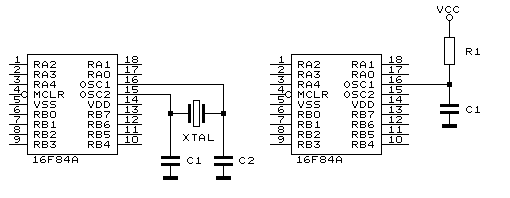 VCC
R1
C1
1 RA2 RA1 18
2 RA3 RA0 17
3 RA4 OSC1 16
4 MCLR OSC2 15
5 VSS VDD 14
6 RB0 RB7 13
7 RB1 RB6 12
8 RB2 RB5 11
9 RB3 RB4 10
16F84A
XTAL
C1 C2
1 RA2 RA1 18
2 RA3 RA0 17
3 RA4 OSC1 16
4 MCLR OSC2 15
5 VSS VDD 14
6 RB0 RB7 13
7 RB1 RB6 12
8 RB2 RB5 11
9 RB3 RB4 10
16F84A